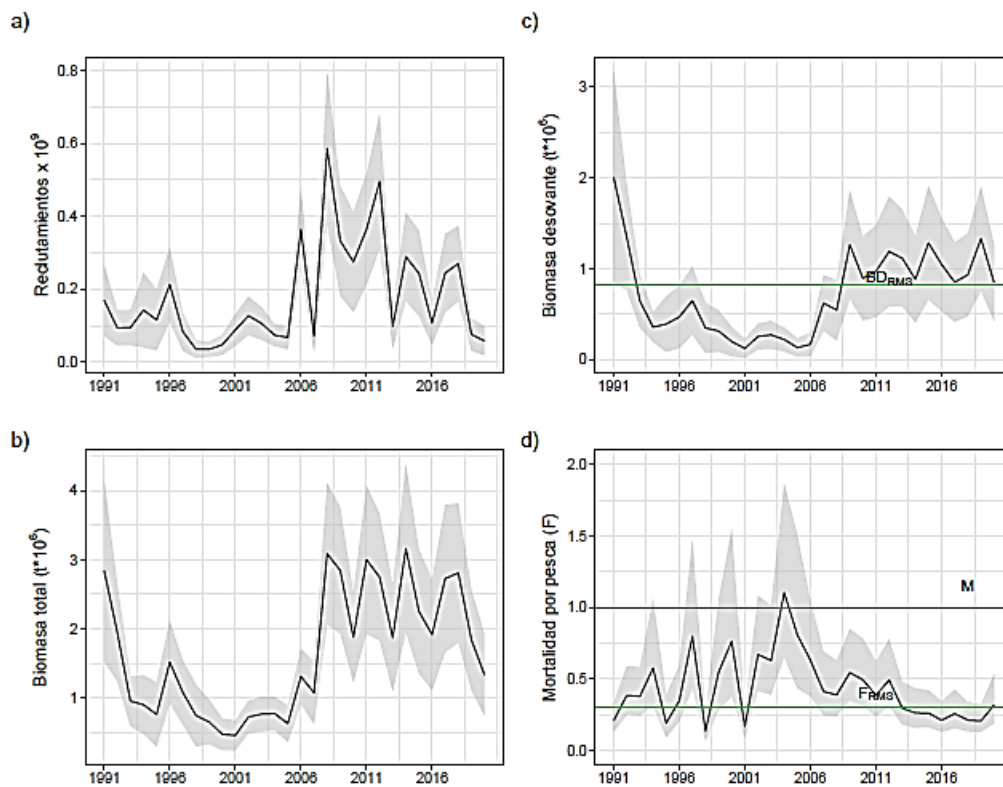 a)
Reclutamientos x 10⁹
0.8
0.6
0.4
0.2
0.0
1991 1996 2001 2006 2011 2016
b)
Biomasa total (t*10⁶)
4
3
2
1
1991 1996 2001 2006 2011 2016
c)
Biomasa desovante (t*10⁶)
3
2
1
0
BD_RMS
1991 1996 2001 2006 2011 2016
d)
Mortalidad por pesca (F)
2.0
1.5
1.0
0.5
0.0
M
F_RMS
1991 1996 2001 2006 2011 2016